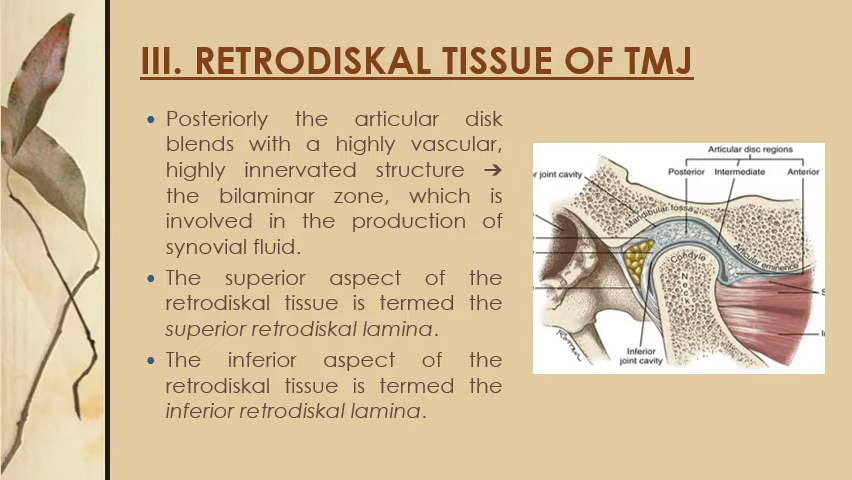 III. RETRODISKAL TISSUE OF TMJ
• Posteriorly the articular disk
blends with a highly vascular,
highly innervated structure ➔
the bilaminar zone, which is
involved in the production of
synovial fluid.
• The superior aspect of the
retrodiskal tissue is termed the
superior retrodiskal lamina.
• The inferior aspect of the
retrodiskal tissue is termed the
inferior retrodiskal lamina.
Articular disc regions
r joint cavity
Posterior Intermediate Anterior
Mandibular fossa
Articular eminence
Condyle
Neck
Inferior
joint cavity